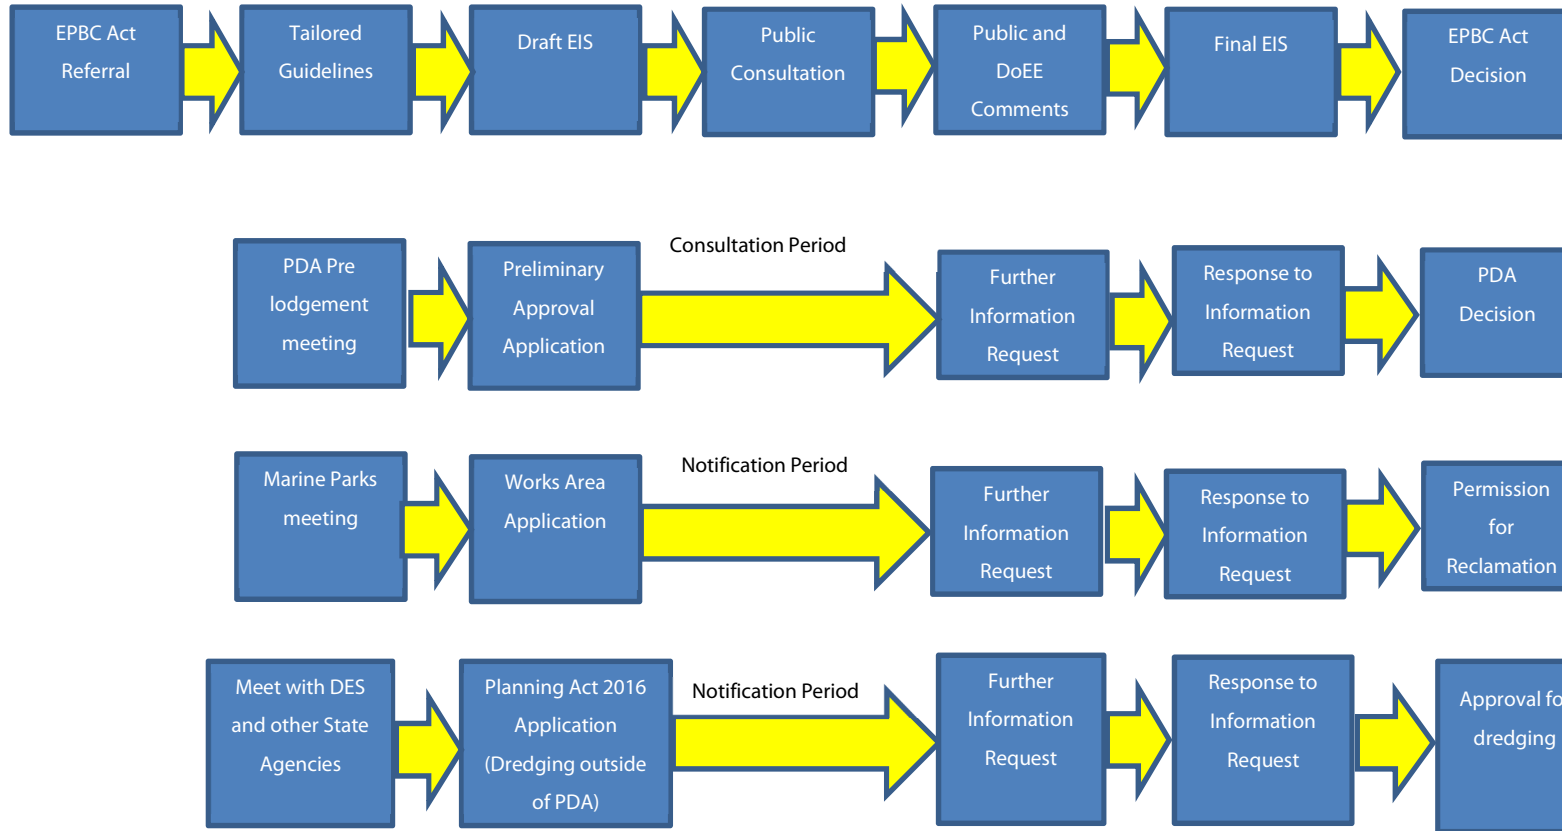 EPBC Act
Referral
Tailored
Guidelines
Draft EIS
Public
Consultation
Public and
DoEE
Comments
Final EIS
EPBC Act
Decision
PDA Pre
lodgement
meeting
Preliminary
Approval
Application
Consultation Period
Further
Information
Request
Response to
Information
Request
PDA
Decision
Marine Parks
meeting
Works Area
Application
Notification Period
Further
Information
Request
Response to
Information
Request
Permission
for
Reclamation
Meet with DES
and other State
Agencies
Planning Act 2016
Application
(Dredging outside
of PDA)
Notification Period
Further
Information
Request
Response to
Information
Request
Approval fo
dredging